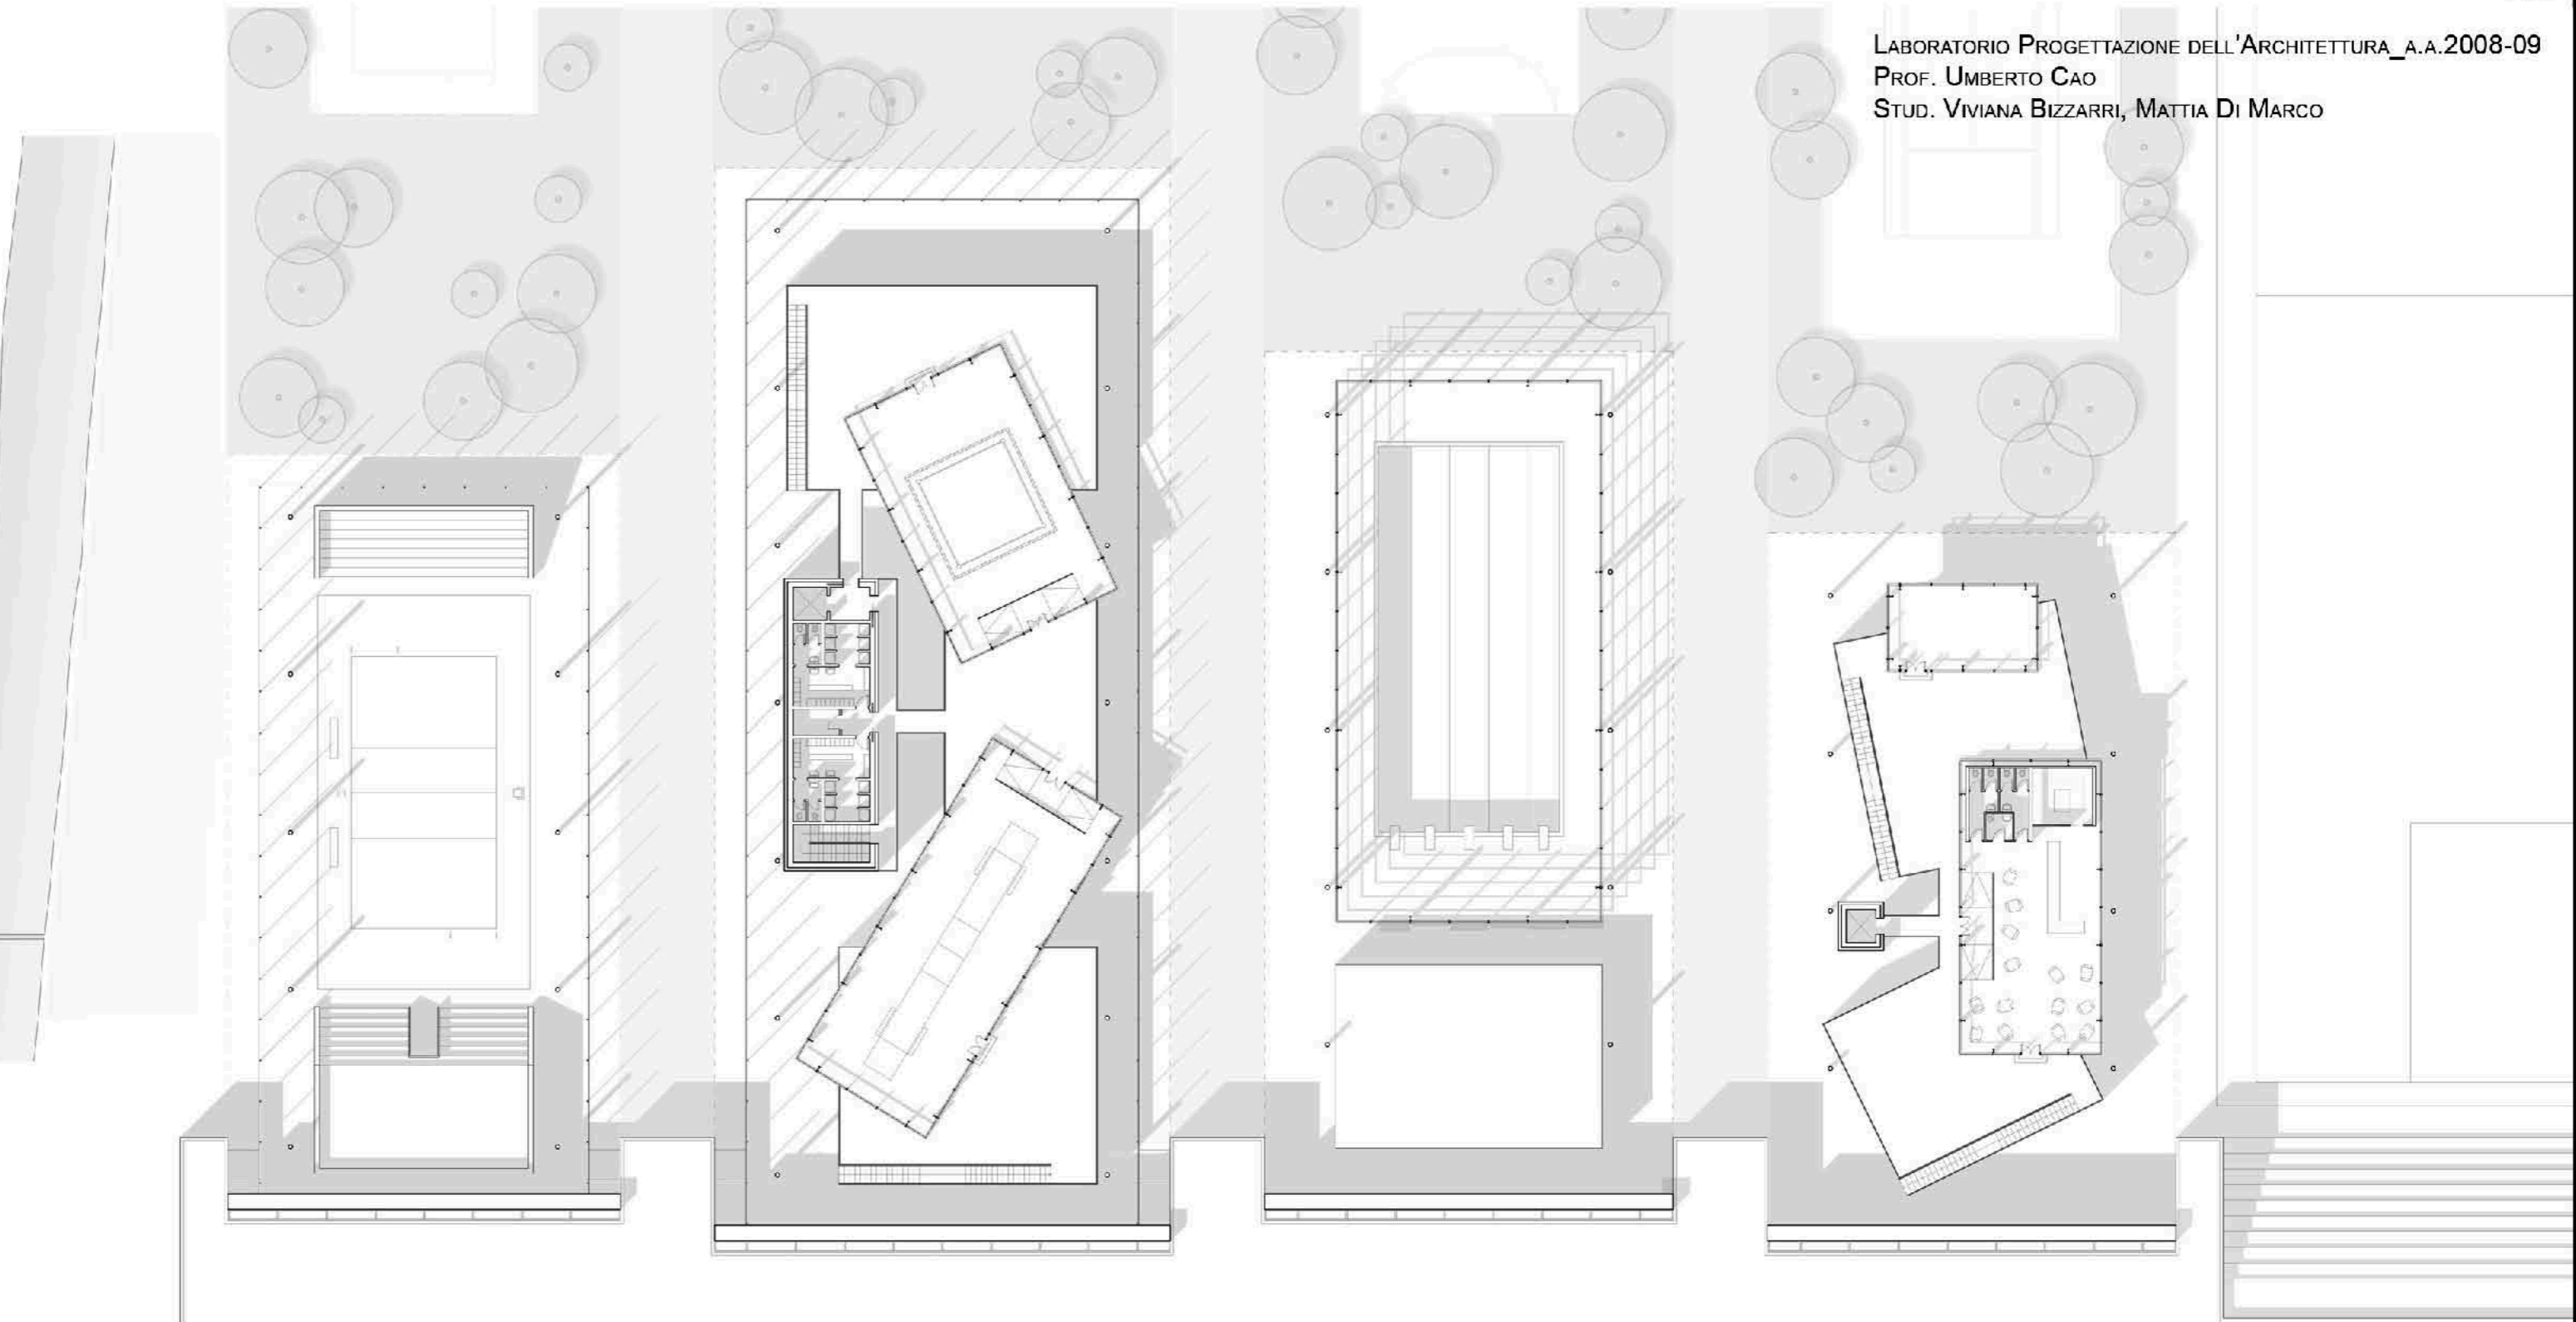 Laboratorio Progettazione dell'Architettura_a.a.2008-09
Prof. Umberto Cao
Stud. Viviana Bizzarri, Mattia Di Marco